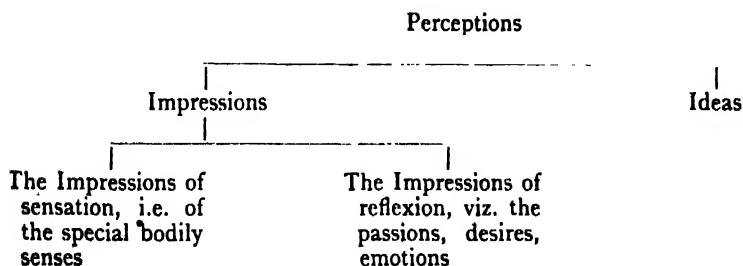 Perceptions
Impressions Ideas
The Impressions of The Impressions of
sensation, i.e. of reflexion, viz. the
the special bodily passions, desires,
senses emotions